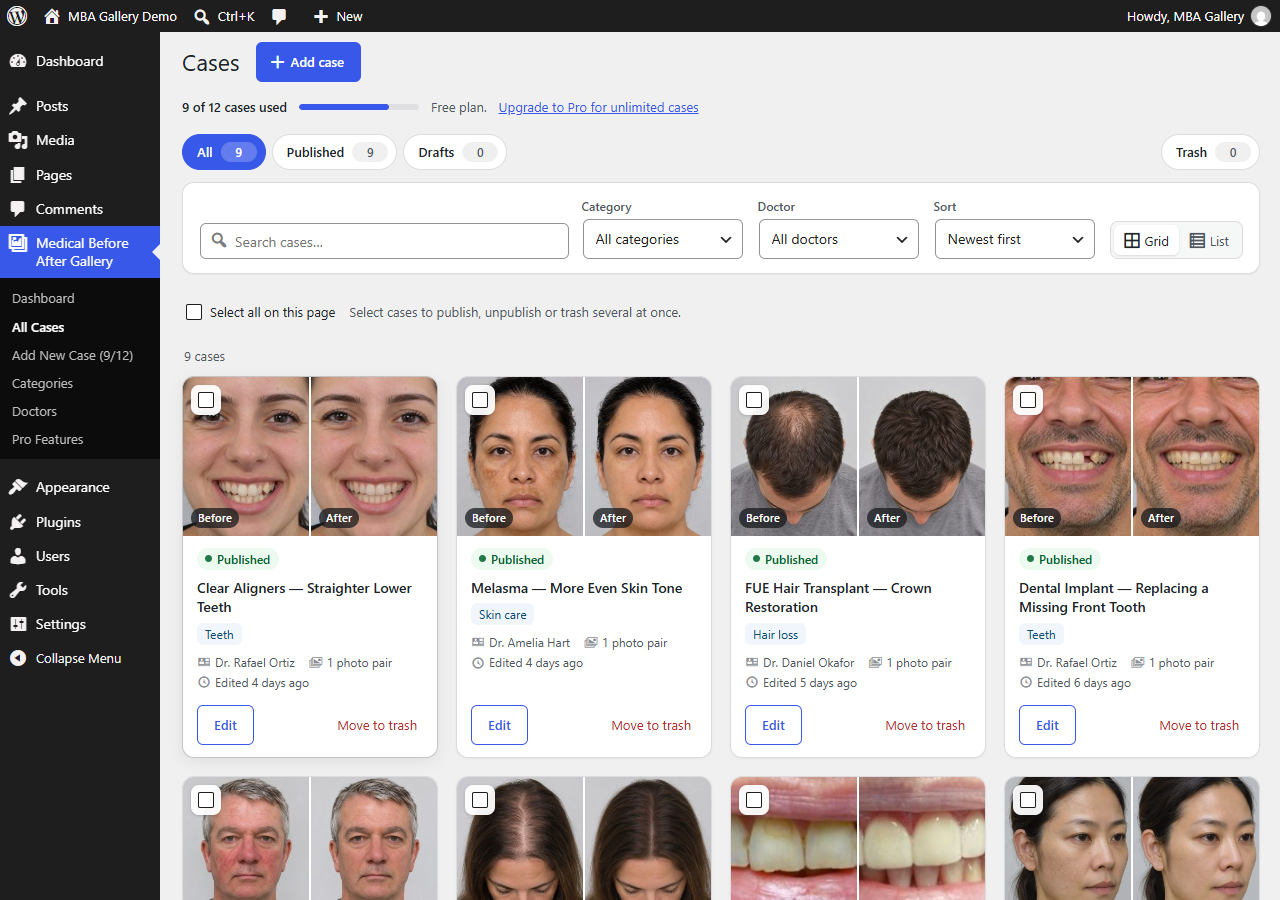 MBA Gallery Demo
Ctrl+K
New
Howdy, MBA Gallery
Dashboard
Posts
Media
Pages
Comments
Medical Before
After Gallery
Dashboard
All Cases
Add New Case (9/12)
Categories
Doctors
Pro Features
Appearance
Plugins
Users
Tools
Settings
Collapse Menu
Cases
Add case
9 of 12 cases used
Free plan. Upgrade to Pro for unlimited cases
All 9
Published 9
Drafts 0
Trash 0
Search cases...
Category
All categories
Doctor
All doctors
Sort
Newest first
Grid
List
Select all on this page
Select cases to publish, unpublish or trash several at once.
9 cases
Before
After
Published
Clear Aligners — Straighter Lower
Teeth
Teeth
Dr. Rafael Ortiz 1 photo pair
Edited 4 days ago
Edit
Move to trash
Before
After
Published
Melasma — More Even Skin Tone
Skin care
Dr. Amelia Hart 1 photo pair
Edited 4 days ago
Edit
Move to trash
Before
After
Published
FUE Hair Transplant — Crown
Restoration
Hair loss
Dr. Daniel Okafor 1 photo pair
Edited 5 days ago
Edit
Move to trash
Before
After
Published
Dental Implant — Replacing a
Missing Front Tooth
Teeth
Dr. Rafael Ortiz 1 photo pair
Edited 6 days ago
Edit
Move to trash